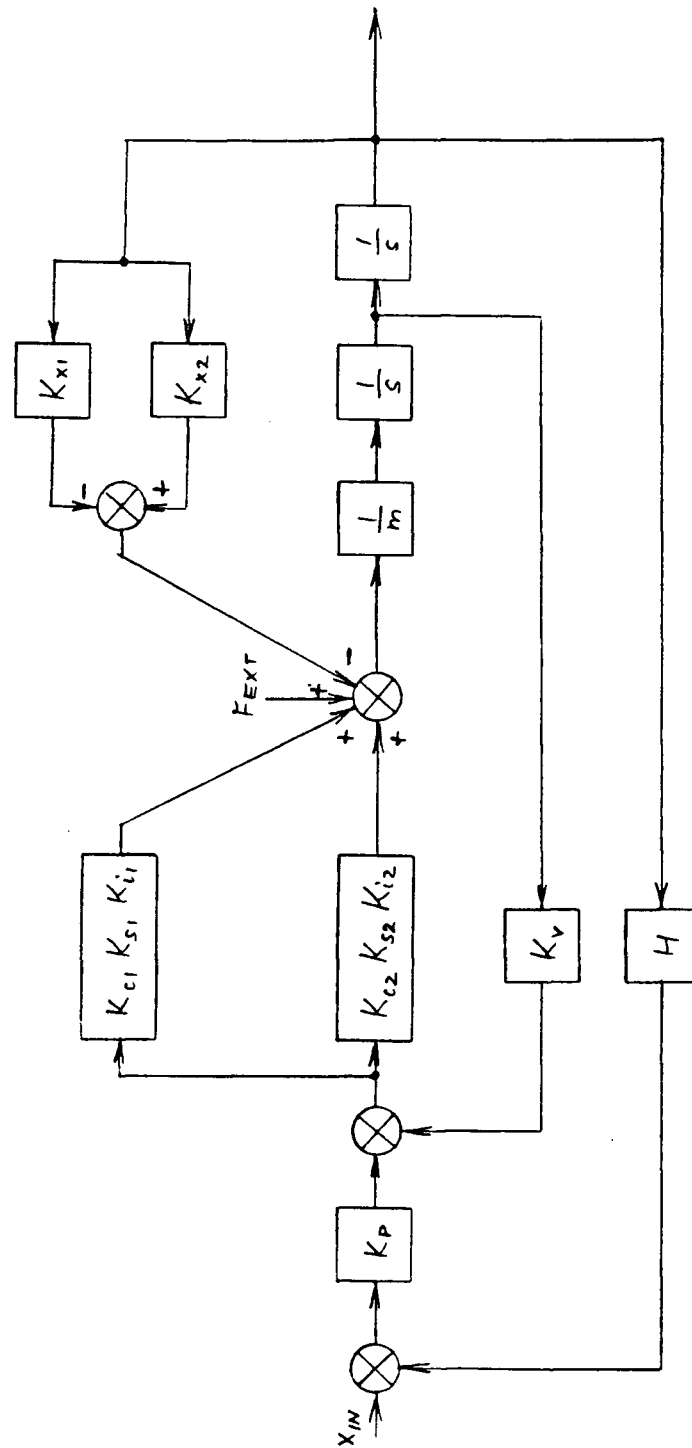 K_x1
K_x2
-
+
F_EXT
+
-
+
+
K_c1 K_s1 K_i1
K_c2 K_s2 K_i2
1/m
1/s
1/s
K_v
H
K_P
X_IN